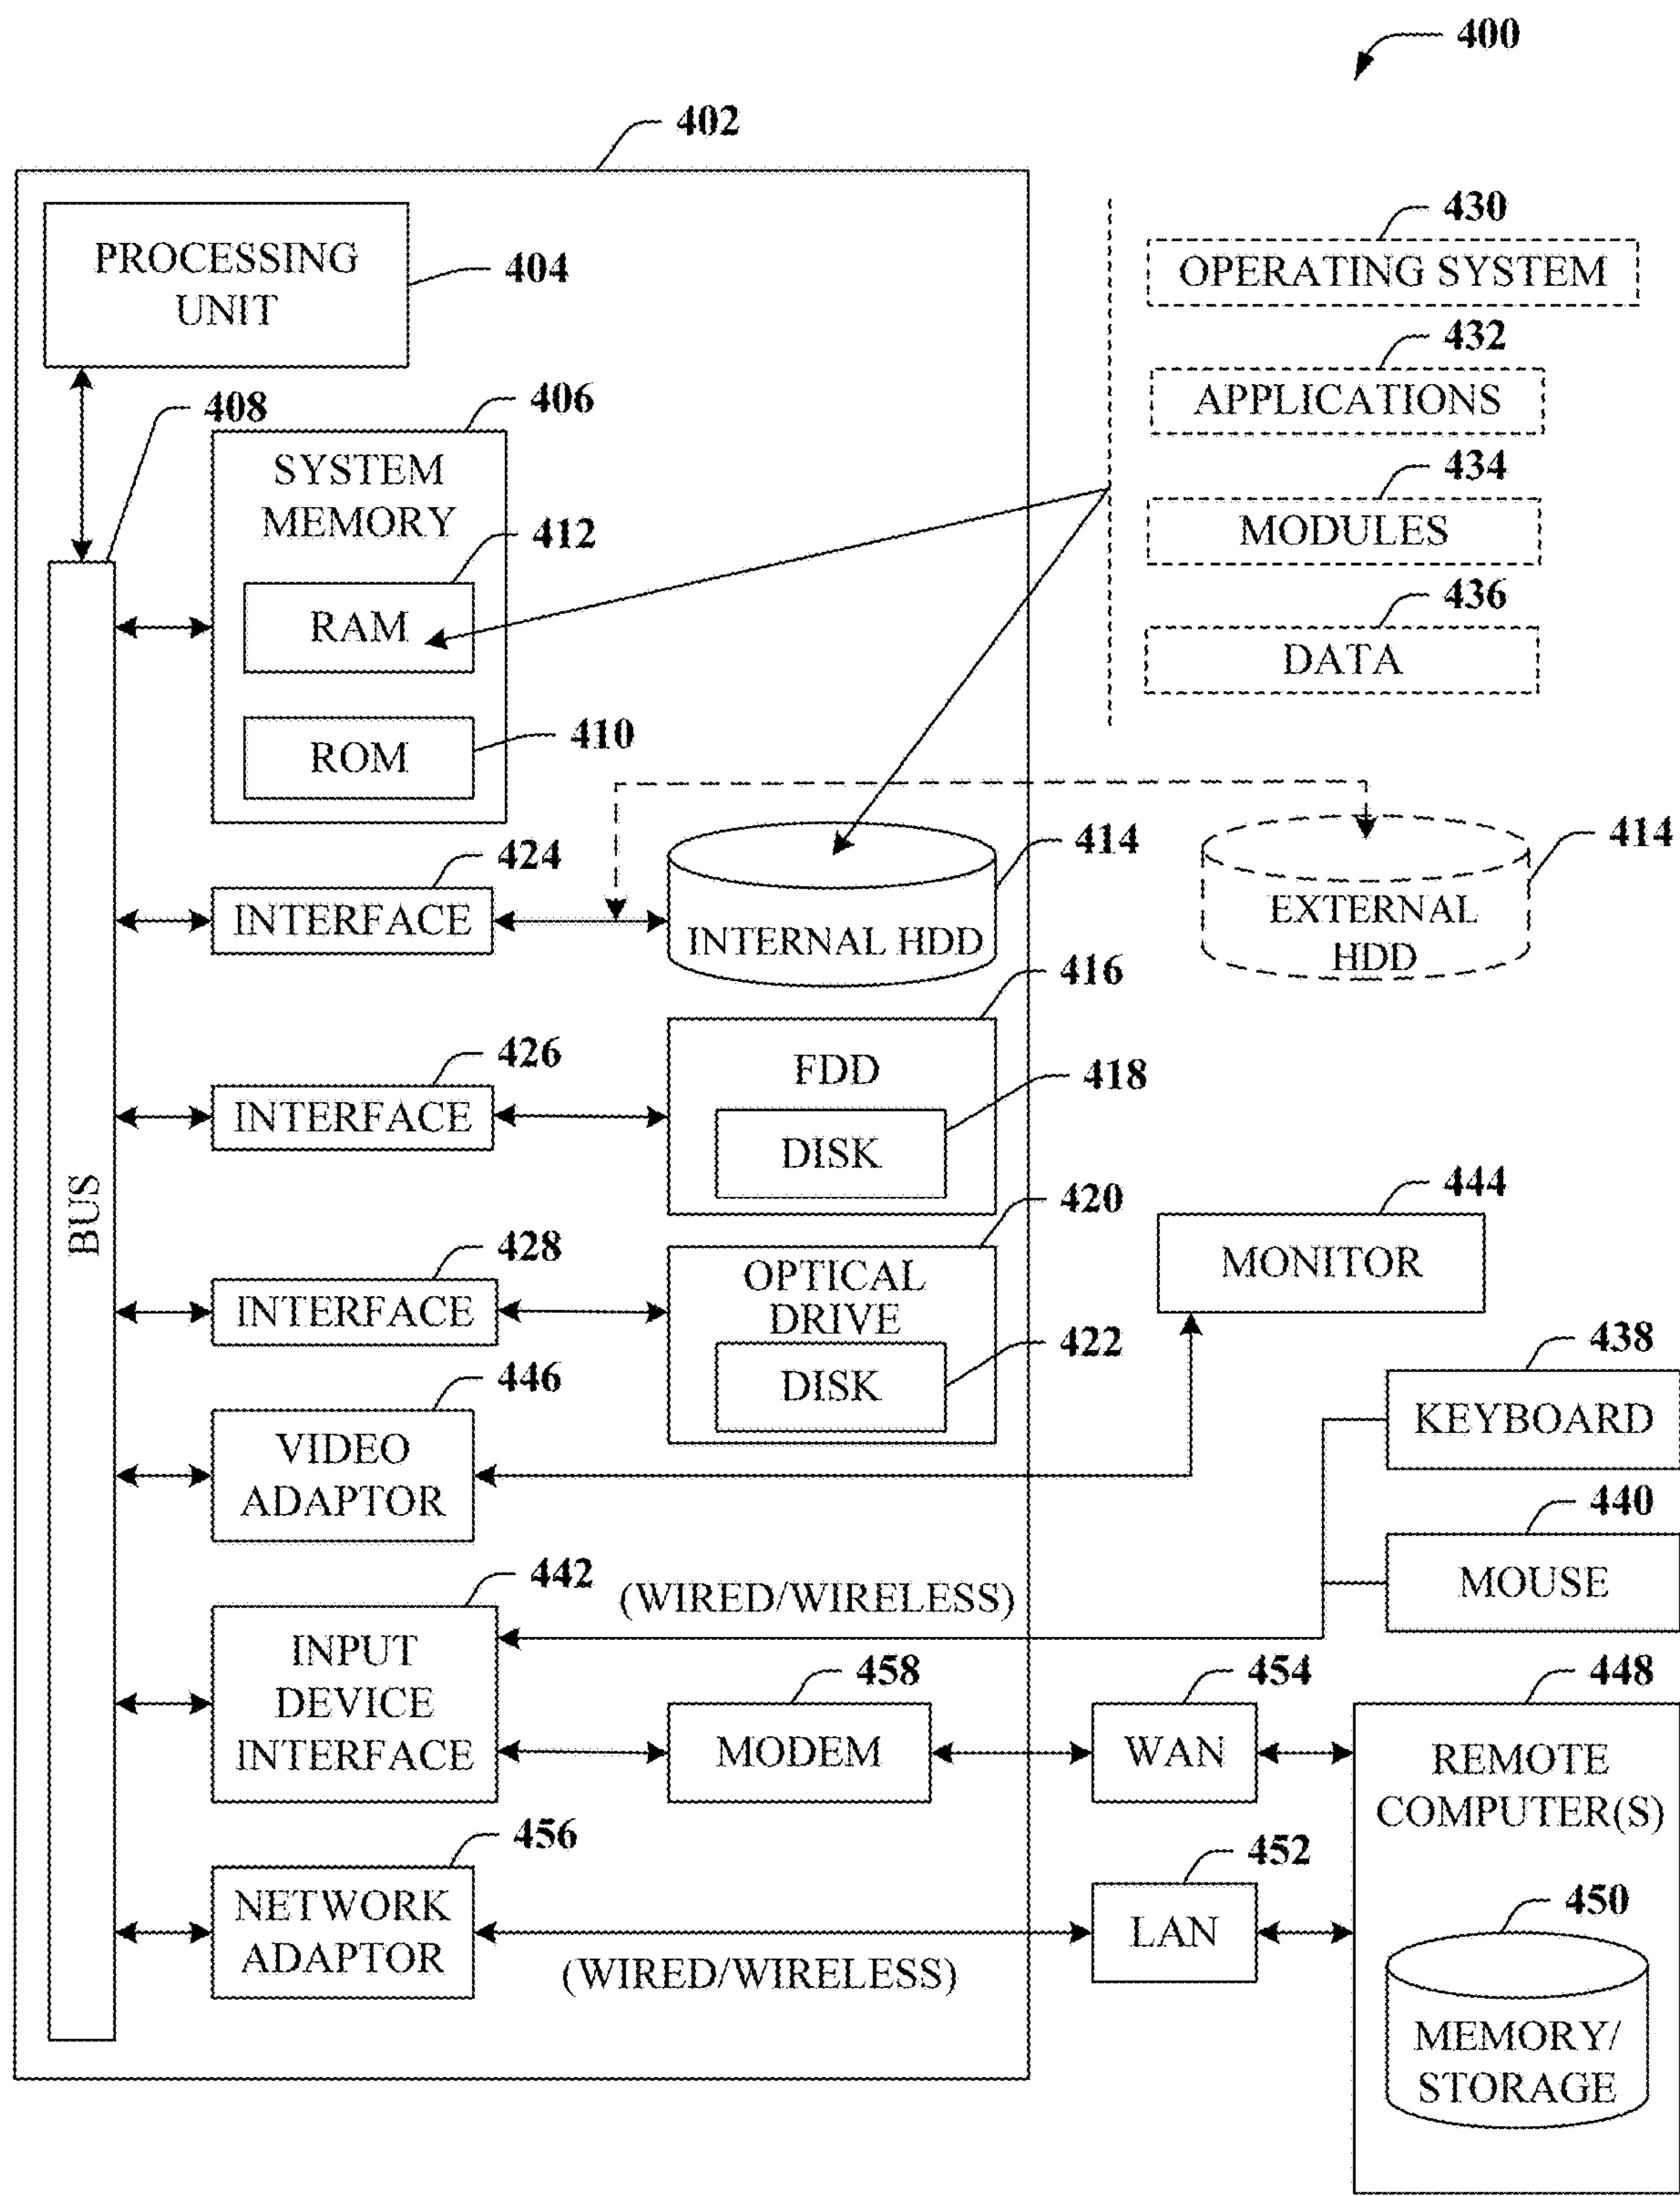 400
402
PROCESSING
UNIT
404
430
OPERATING SYSTEM
432
APPLICATIONS
434
MODULES
436
DATA
408
406
SYSTEM
MEMORY
412
RAM
410
ROM
BUS
424
INTERFACE
414
INTERNAL HDD
414
EXTERNAL
HDD
426
INTERFACE
416
FDD
418
DISK
428
INTERFACE
420
OPTICAL
DRIVE
422
DISK
444
MONITOR
446
VIDEO
ADAPTOR
438
KEYBOARD
440
MOUSE
442
INPUT
DEVICE
INTERFACE
(WIRED/WIRELESS)
458
MODEM
454
WAN
448
REMOTE
COMPUTER(S)
456
NETWORK
ADAPTOR
(WIRED/WIRELESS)
452
LAN
450
MEMORY/
STORAGE